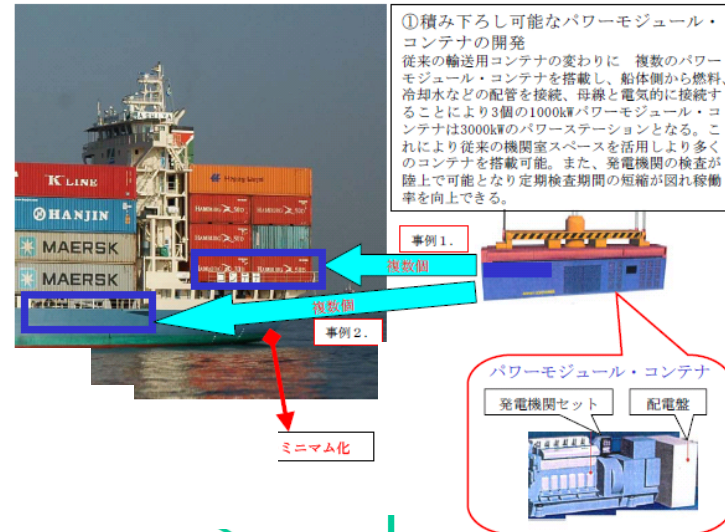 ①積み下ろし可能なパワーモジュール・
コンテナの開発
従来の輸送用コンテナの変わりに　複数のパワー
モジュール・コンテナを搭載し、船体側から燃料、
冷却水などの配管を接続、母線と電気的に接続す
ることにより3個の1000kWパワーモジュール・コ
ンテナは3000kWのパワーステーションとなる。こ
れにより従来の機関室スペースを活用しより多く
のコンテナを搭載可能。また、発電機関の検査が
陸上で可能となり定期検査期間の短縮が図れ稼働
率を向上できる。
K LINE
HANJIN
MAERSK
MAERSK
Hapag-Lloyd
HAMBURG SÜD
HAMBURG SÜD
HAMBURG SÜD
HAMBURG SÜD
HAMBURG SÜD
事例1.
複数個
複数個
事例2.
ミニマム化
パワーモジュール・コンテナ
発電機関セット
配電盤